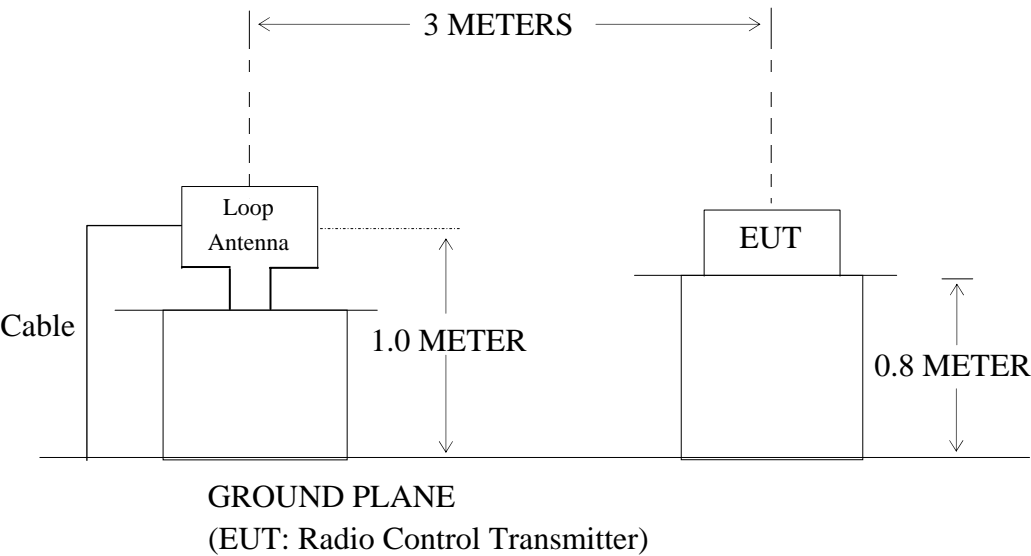 3 METERS
Loop
Antenna
EUT
Cable
1.0 METER
0.8 METER
GROUND PLANE
(EUT: Radio Control Transmitter)